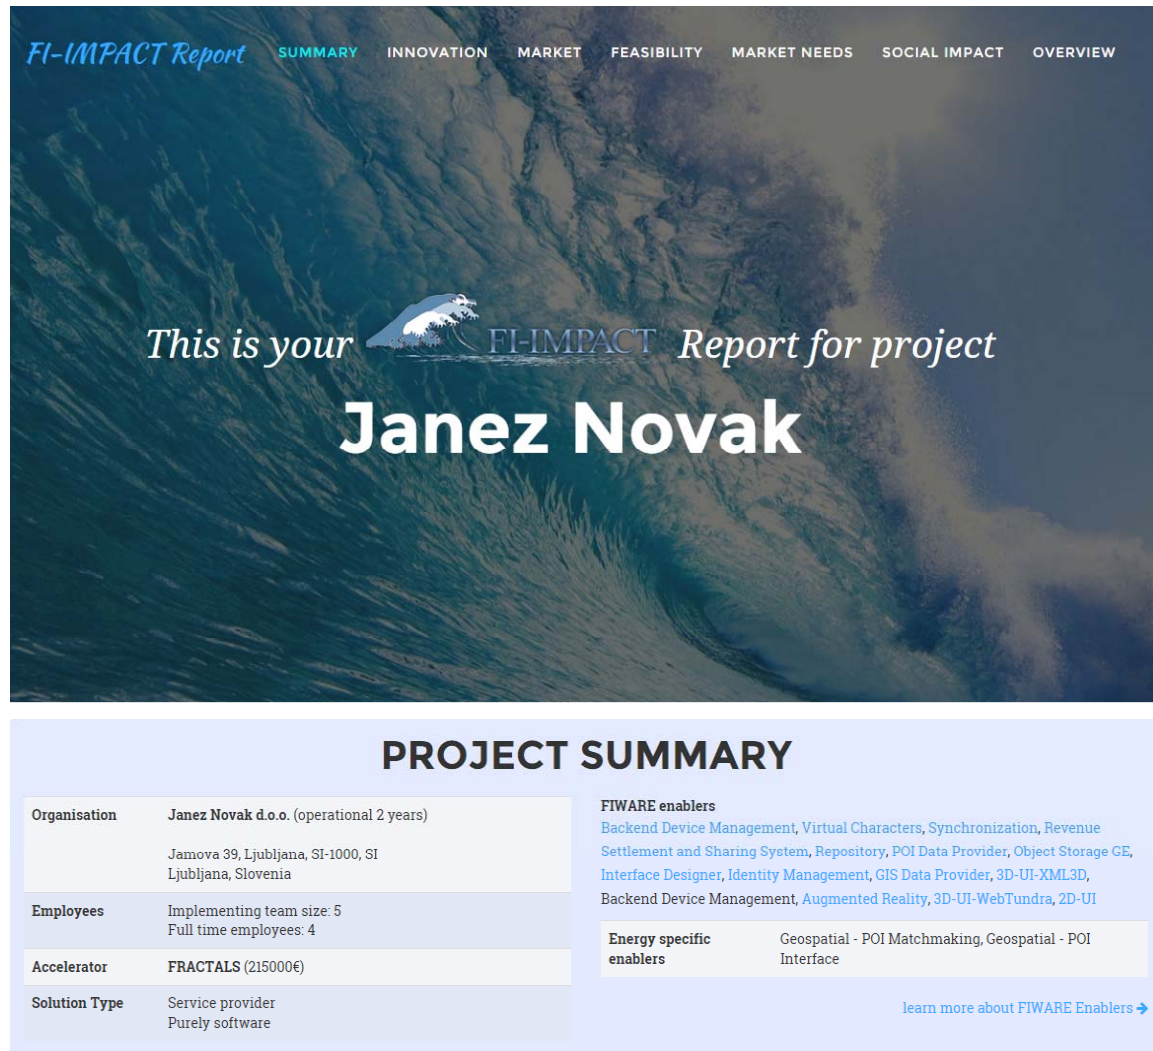 FI-IMPACT Report
SUMMARY
INNOVATION
MARKET
FEASIBILITY
MARKET NEEDS
SOCIAL IMPACT
OVERVIEW
This is your FI-IMPACT Report for project
Janez Novak
PROJECT SUMMARY
Organisation
Janez Novak d.o.o. (operational 2 years)
Jamova 39, Ljubljana, SI-1000, SI
Ljubljana, Slovenia
Employees
Implementing team size: 5
Full time employees: 4
Accelerator
FRACTALS (215000€)
Solution Type
Service provider
Purely software
FIWARE enablers
Backend Device Management, Virtual Characters, Synchronization, Revenue
Settlement and Sharing System, Repository, POI Data Provider, Object Storage GE,
Interface Designer, Identity Management, GIS Data Provider, 3D-UI-XML3D,
Backend Device Management, Augmented Reality, 3D-UI-WebTundra, 2D-UI
Energy specific
enablers
Geospatial - POI Matchmaking, Geospatial - POI
Interface
learn more about FIWARE Enablers →